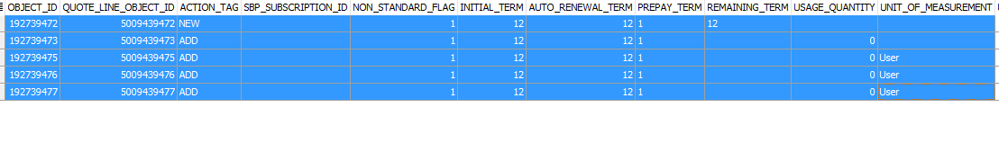 OBJECT_ID QUOTE_LINE_OBJECT_ID ACTION_TAG SBP_SUBSCRIPTION_ID NON_STANDARD_FLAG INITIAL_TERM AUTO_RENEWAL_TERM PREPAY_TERM REMAINING_TERM USAGE_QUANTITY UNIT_OF_MEASUREMENT
192739472 5009439472 NEW 1 12 12 1 12
192739473 5009439473 ADD 1 12 12 1 0
192739475 5009439475 ADD 1 12 12 1 0 User
192739476 5009439476 ADD 1 12 12 1 0 User
192739477 5009439477 ADD 1 12 12 1 0 User